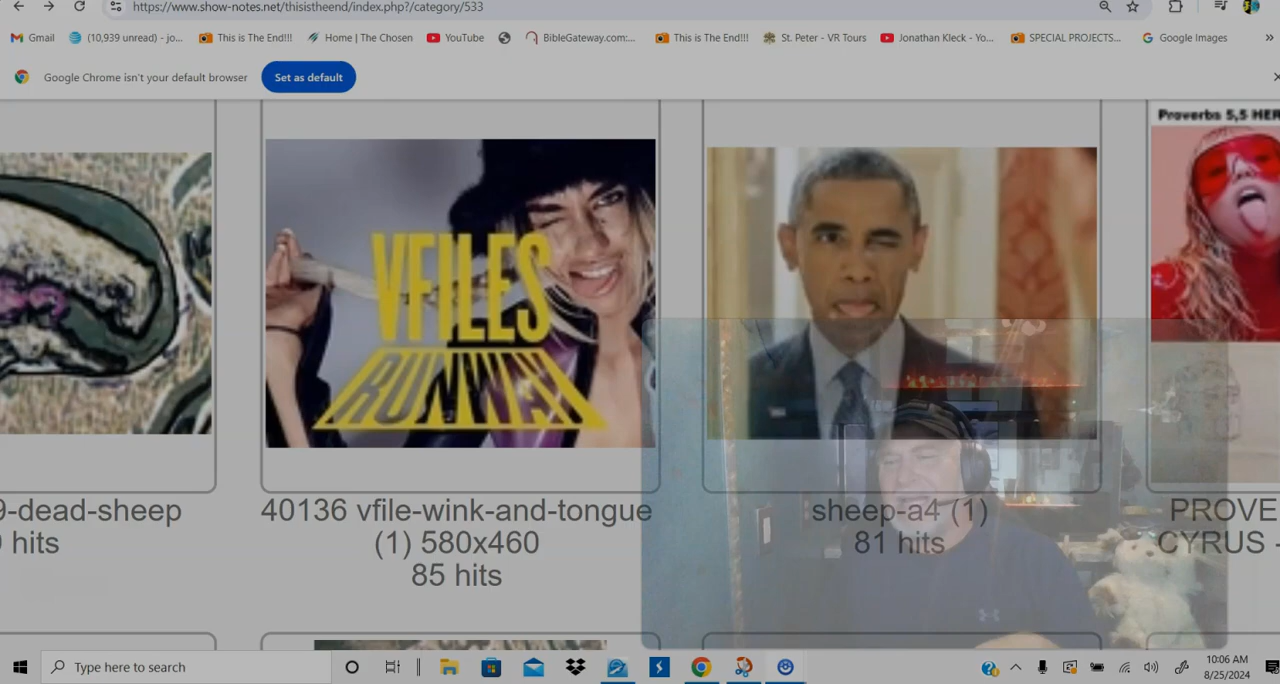 https://www.show-notes.net/thisistheend/index.php?/category/533
Gmail
(10,939 unread) - jo...
This is The End!!!
Home | The Chosen
YouTube
BibleGateway.com:...
This is The End!!!
St. Peter - VR Tours
Jonathan Kleck - Yo...
SPECIAL PROJECTS...
Google Images
»
Google Chrome isn't your default browser
Set as default
Proverbs 5,5 HER
VFILES
RUNWAY
9-dead-sheep
hits
40136 vfile-wink-and-tongue
(1) 580x460
85 hits
sheep-a4 (1)
81 hits
PROVE
CYRUS -
Type here to search
10:06 AM
8/25/2024